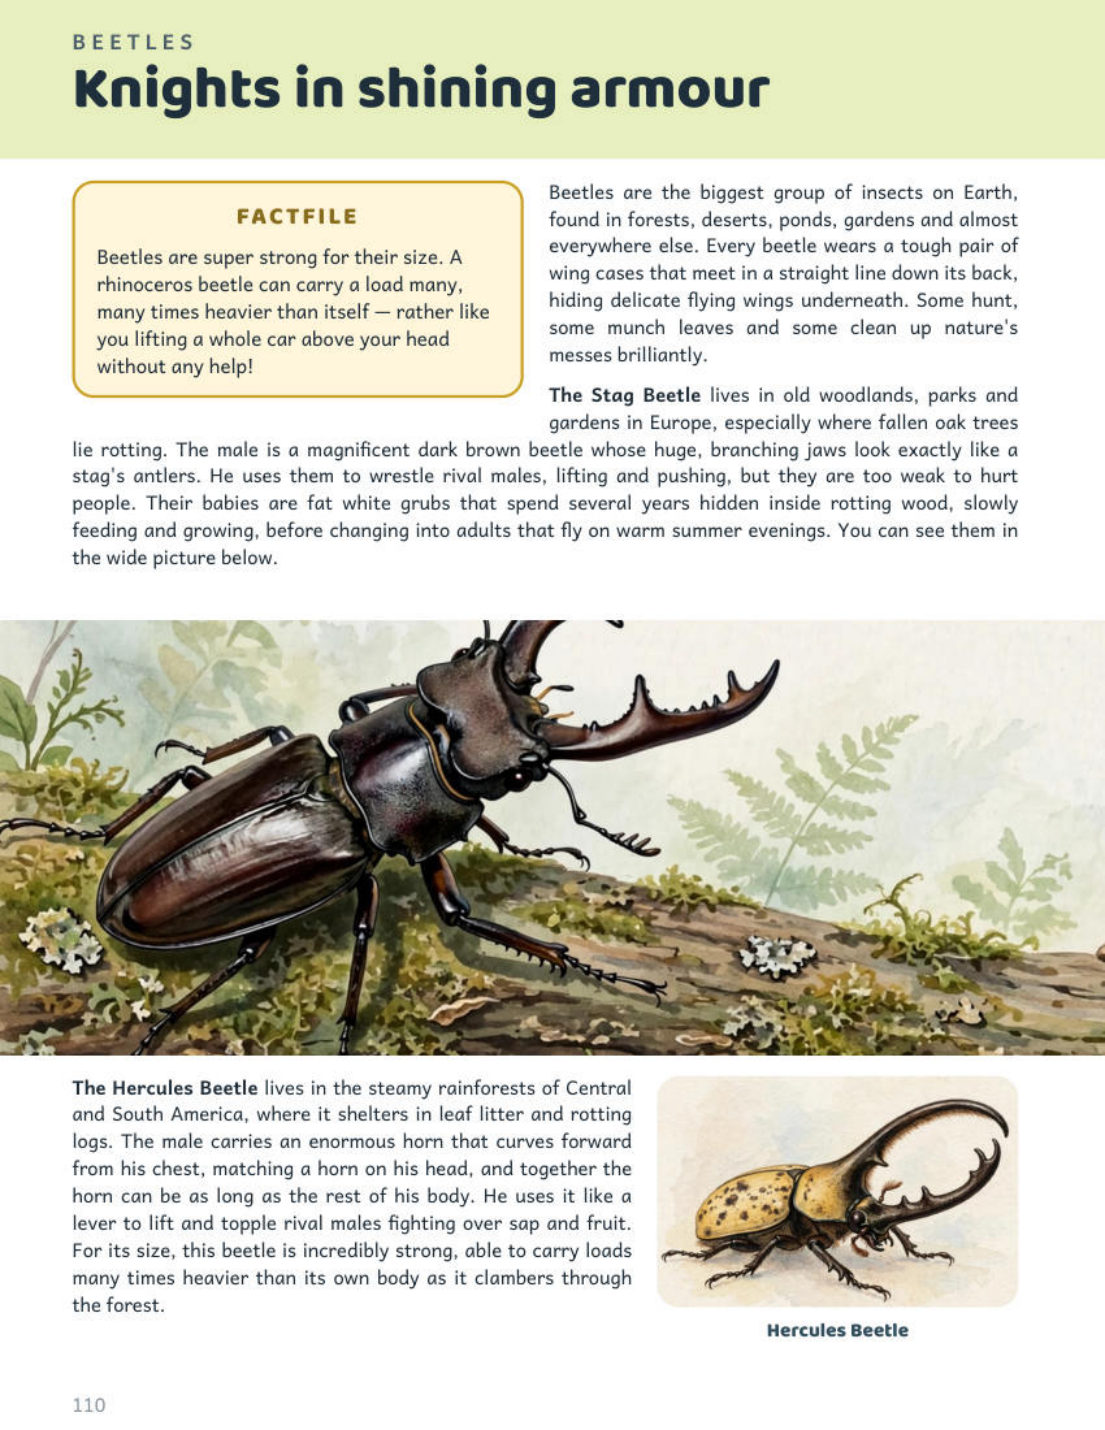 BEETLES
Knights in shining armour
FACTFILE
Beetles are super strong for their size. A
rhinoceros beetle can carry a load many,
many times heavier than itself — rather like
you lifting a whole car above your head
without any help!
Beetles are the biggest group of insects on Earth,
found in forests, deserts, ponds, gardens and almost
everywhere else. Every beetle wears a tough pair of
wing cases that meet in a straight line down its back,
hiding delicate flying wings underneath. Some hunt,
some munch leaves and some clean up nature's
messes brilliantly.
The Stag Beetle lives in old woodlands, parks and
gardens in Europe, especially where fallen oak trees
lie rotting. The male is a magnificent dark brown beetle whose huge, branching jaws look exactly like a
stag's antlers. He uses them to wrestle rival males, lifting and pushing, but they are too weak to hurt
people. Their babies are fat white grubs that spend several years hidden inside rotting wood, slowly
feeding and growing, before changing into adults that fly on warm summer evenings. You can see them in
the wide picture below.
The Hercules Beetle lives in the steamy rainforests of Central
and South America, where it shelters in leaf litter and rotting
logs. The male carries an enormous horn that curves forward
from his chest, matching a horn on his head, and together the
horn can be as long as the rest of his body. He uses it like a
lever to lift and topple rival males fighting over sap and fruit.
For its size, this beetle is incredibly strong, able to carry loads
many times heavier than its own body as it clambers through
the forest.
Hercules Beetle
110